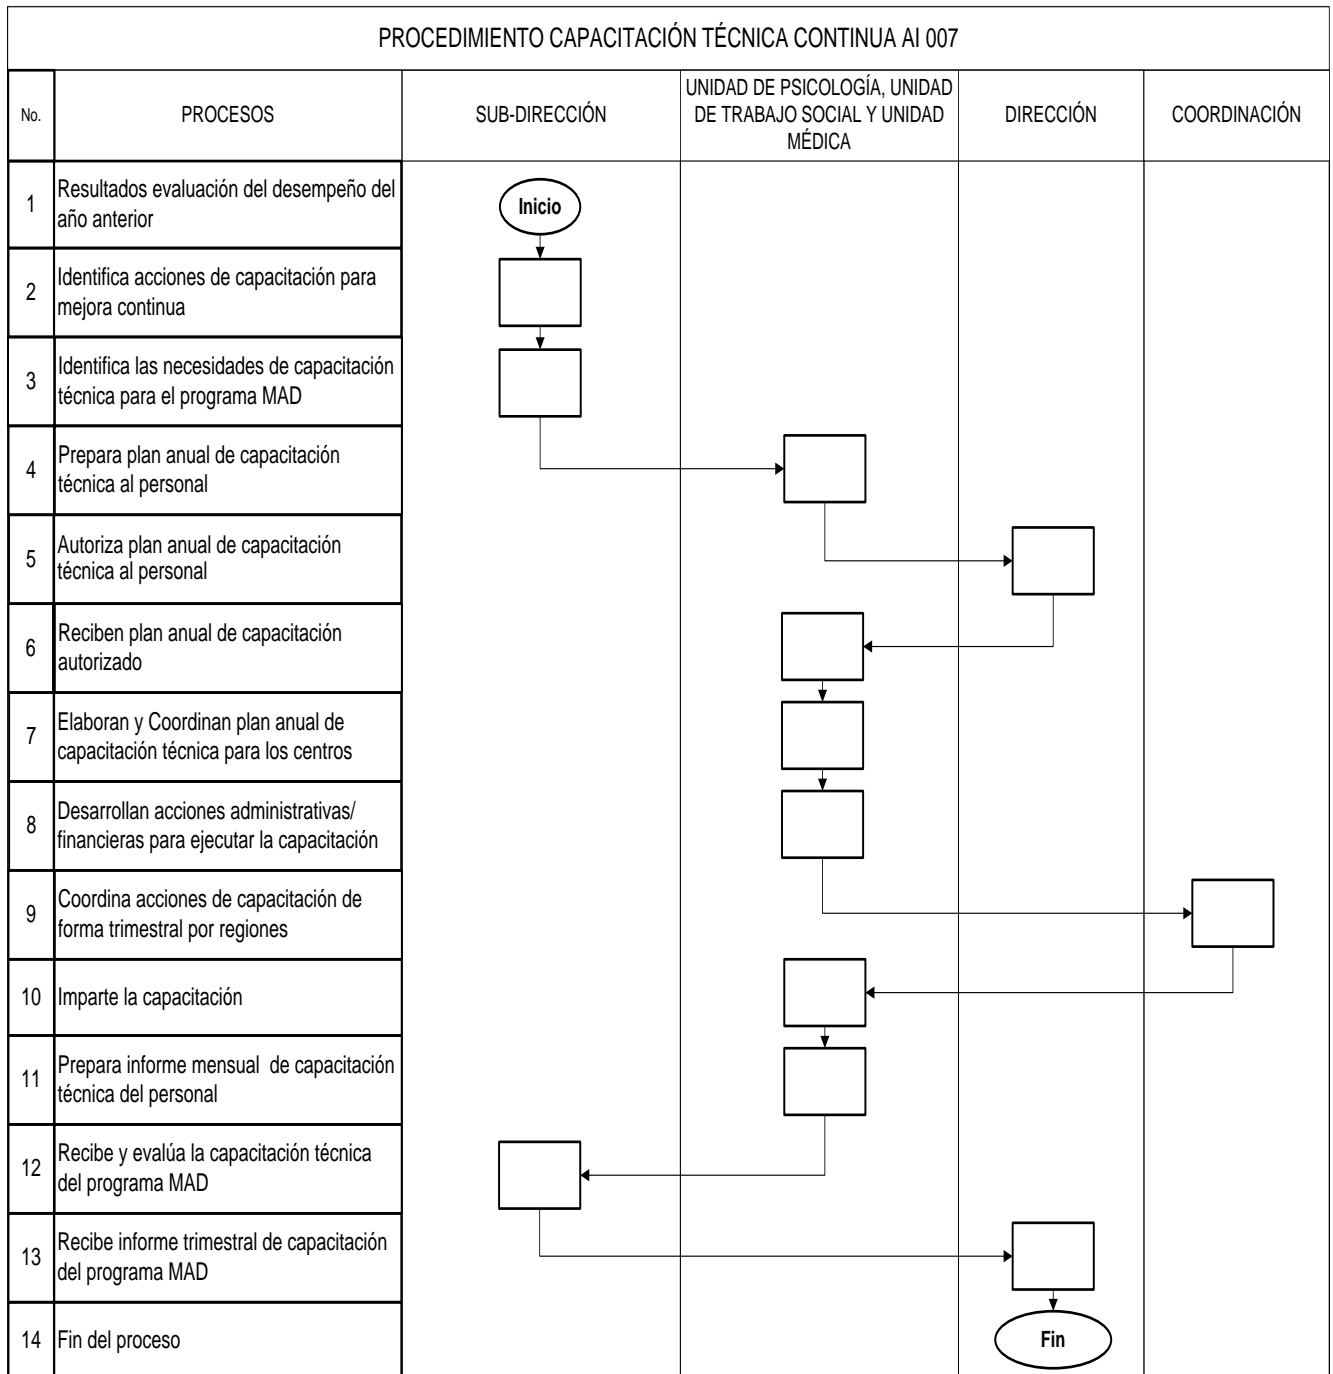 PROCEDIMIENTO CAPACITACIÓN TÉCNICA CONTINUA AI 007
No.
PROCESOS
SUB-DIRECCIÓN
UNIDAD DE PSICOLOGÍA, UNIDAD
DE TRABAJO SOCIAL Y UNIDAD
MÉDICA
DIRECCIÓN
COORDINACIÓN
1
Resultados evaluación del desempeño del
año anterior
Inicio
2
Identifica acciones de capacitación para
mejora continua
3
Identifica las necesidades de capacitación
técnica para el programa MAD
4
Prepara plan anual de capacitación
técnica al personal
5
Autoriza plan anual de capacitación
técnica al personal
6
Reciben plan anual de capacitación
autorizado
7
Elaboran y Coordinan plan anual de
capacitación técnica para los centros
8
Desarrollan acciones administrativas/
financieras para ejecutar la capacitación
9
Coordina acciones de capacitación de
forma trimestral por regiones
10
Imparte la capacitación
11
Prepara informe mensual  de capacitación
técnica del personal
12
Recibe y evalúa la capacitación técnica
del programa MAD
13
Recibe informe trimestral de capacitación
del programa MAD
14
Fin del proceso
Fin